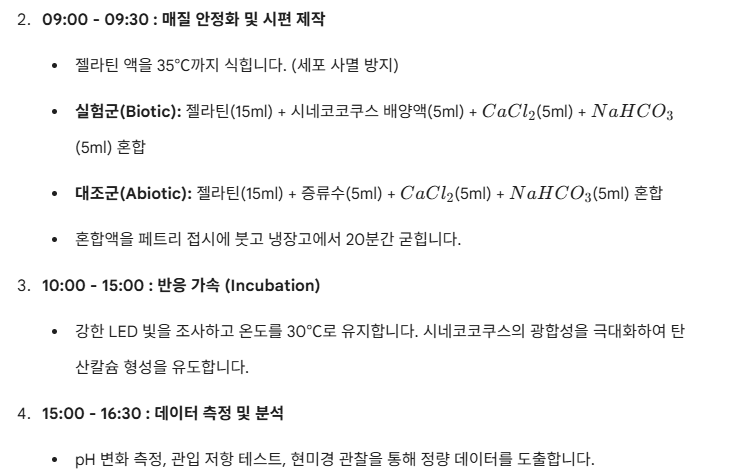 2. 09:00 - 09:30 : 매질 안정화 및 시편 제작
• 젤라틴 액을 35°C까지 식힙니다. (세포 사멸 방지)
• 실험군(Biotic): 젤라틴(15ml) + 시네코코쿠스 배양액(5ml) + CaCl₂(5ml) + NaHCO₃
(5ml) 혼합
• 대조군(Abiotic): 젤라틴(15ml) + 증류수(5ml) + CaCl₂(5ml) + NaHCO₃(5ml) 혼합
• 혼합액을 페트리 접시에 붓고 냉장고에서 20분간 굳힙니다.
3. 10:00 - 15:00 : 반응 가속 (Incubation)
• 강한 LED 빛을 조사하고 온도를 30°C로 유지합니다. 시네코코쿠스의 광합성을 극대화하여 탄
산칼슘 형성을 유도합니다.
4. 15:00 - 16:30 : 데이터 측정 및 분석
• pH 변화 측정, 관입 저항 테스트, 현미경 관찰을 통해 정량 데이터를 도출합니다.